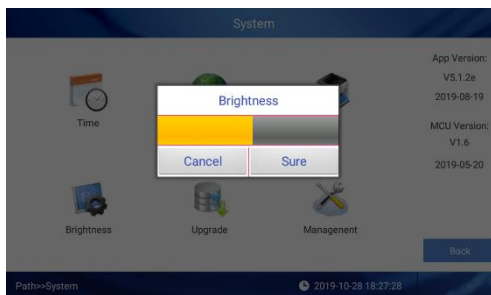 System
App Version:
V5.1.2e
2019-08-19
Brightness
Time
MCU Version:
V1.6
2019-05-20
Cancel Sure
Brightness Upgrade Managenent
Back
Path>>System 2019-10-28 18:27:28